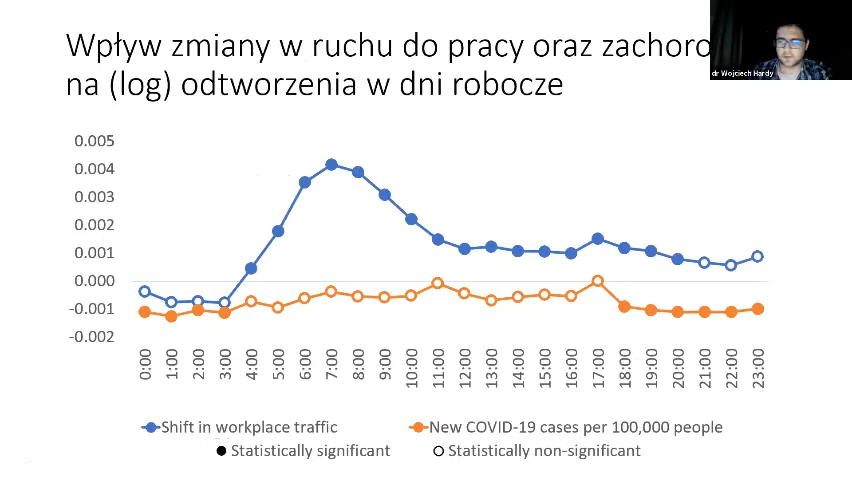 Wpływ zmiany w ruchu do pracy oraz
na (log) odtworzenia w dni robocze
dr Wojciech Hardy
0.005
0.004
0.003
0.002
0.001
0.000
-0.001
-0.002
0:00 1:00 2:00 3:00 4:00 5:00 6:00 7:00 8:00 9:00 10:00 11:00 12:00 13:00 14:00 15:00 16:00 17:00 18:00 19:00 20:00 21:00 22:00 23:00
Shift in workplace traffic New COVID-19 cases per 100,000 people
Statistically significant Statistically non-significant